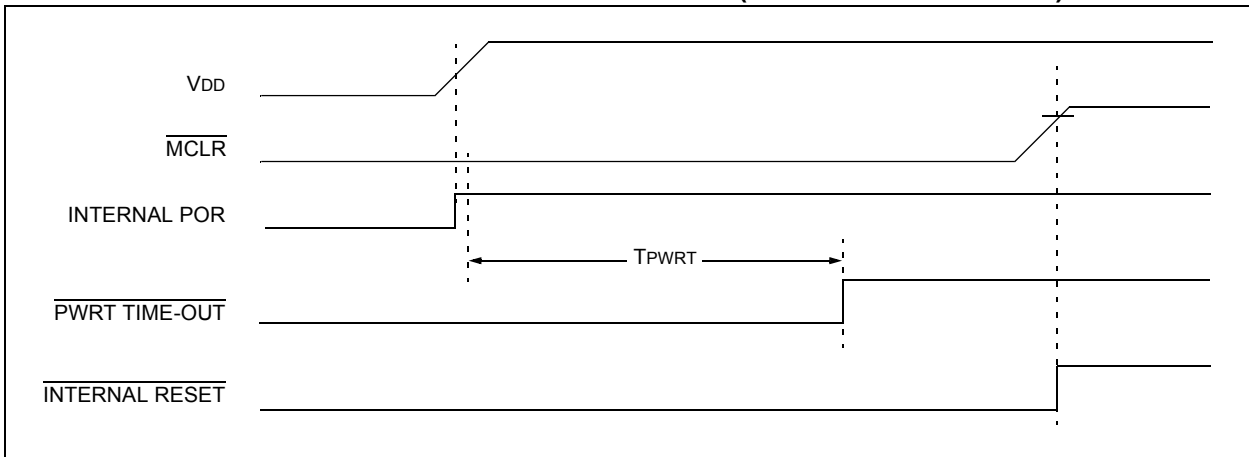 VDD
MCLR
INTERNAL POR
TPWRT
PWRT TIME-OUT
INTERNAL RESET